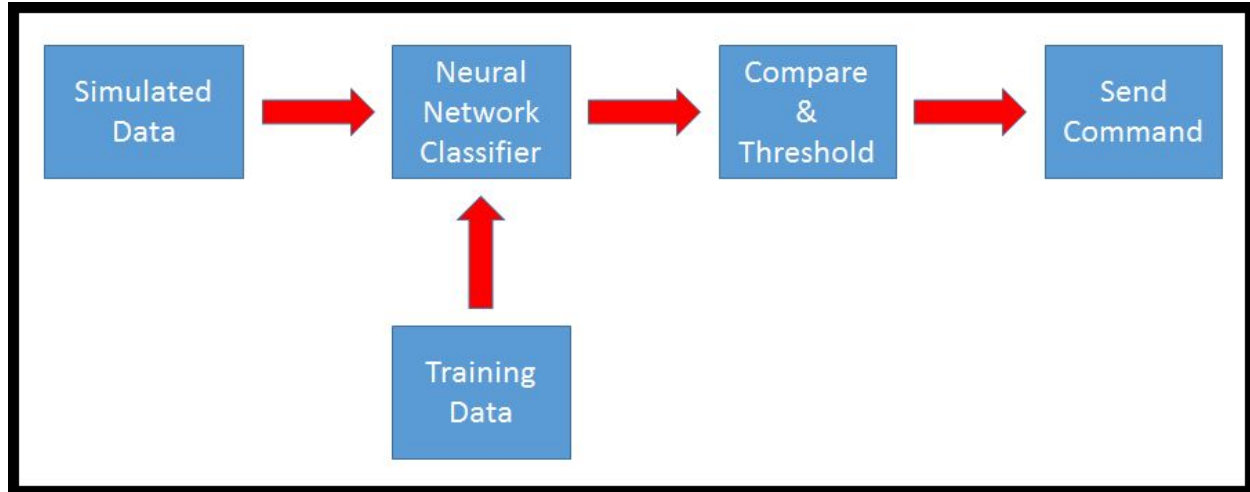 Simulated
Data
Neural
Network
Classifier
Compare
&
Threshold
Send
Command
Training
Data